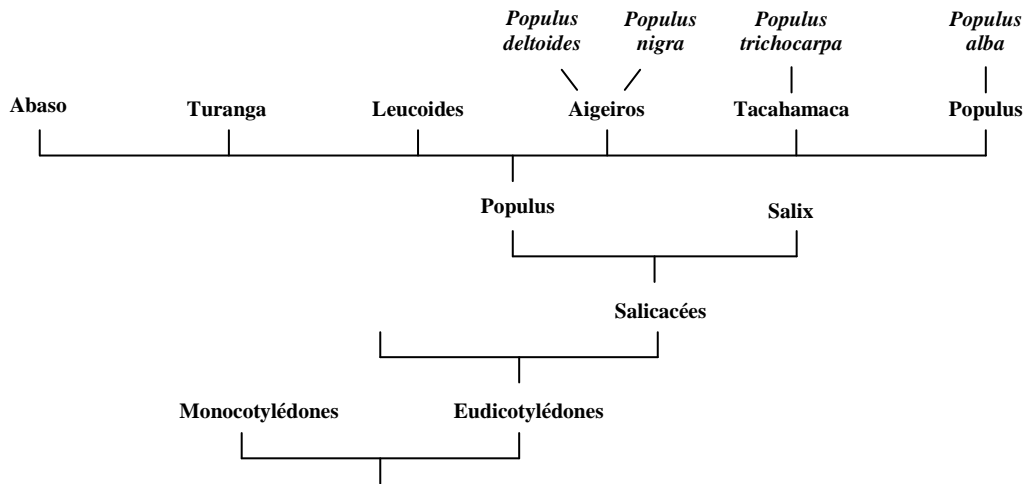 Populus Populus Populus Populus
deltoides nigra trichocarpa alba
Abaso Turanga Leucoides Aigeiros Tacahamaca Populus
Populus Salix
Salicacées
Monocotylédones Eudicotylédones